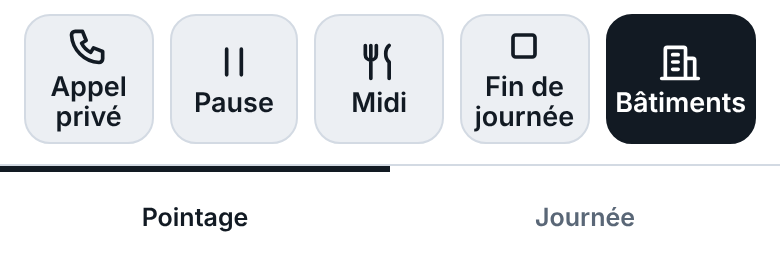 Appel
privé
Pause
Midi
Fin de
journée
Bâtiments
Pointage
Journée